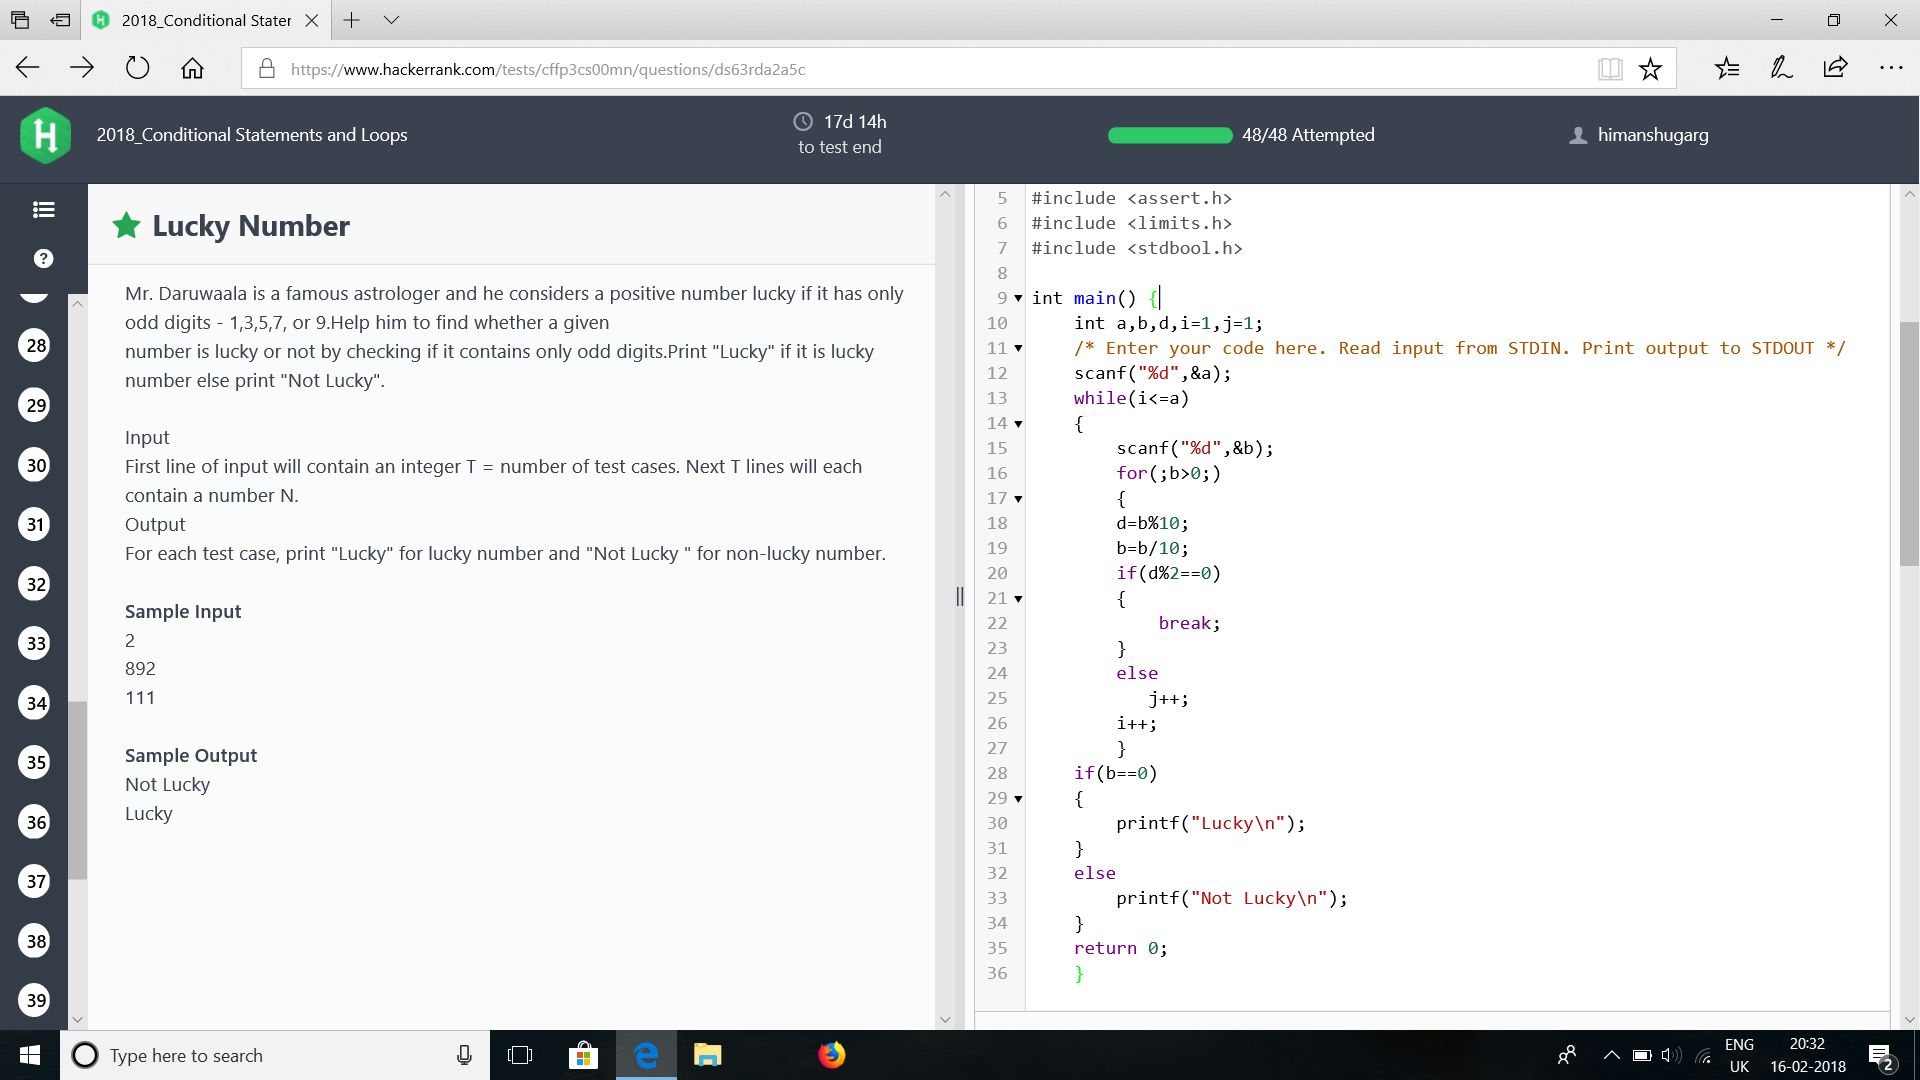 2018_Conditional Stater
https://www.hackerrank.com/tests/cffp3cs00mn/questions/ds63rda2a5c
H
2018_Conditional Statements and Loops
17d 14h
to test end
48/48 Attempted
himanshugarg
?
28
29
30
31
32
33
34
35
36
37
38
39
Lucky Number
Mr. Daruwaala is a famous astrologer and he considers a positive number lucky if it has only
odd digits - 1,3,5,7, or 9.Help him to find whether a given
number is lucky or not by checking if it contains only odd digits.Print "Lucky" if it is lucky
number else print "Not Lucky".
Input
First line of input will contain an integer T = number of test cases. Next T lines will each
contain a number N.
Output
For each test case, print "Lucky" for lucky number and "Not Lucky " for non-lucky number.
Sample Input
2
892
111
Sample Output
Not Lucky
Lucky
5 #include <assert.h>
6 #include <limits.h>
7 #include <stdbool.h>
8
9 int main() {
10 int a,b,d,i=1,j=1;
11 /* Enter your code here. Read input from STDIN. Print output to STDOUT */
12 scanf("%d",&a);
13 while(i<=a)
14 {
15 scanf("%d",&b);
16 for(;b>0;)
17 {
18 d=b%10;
19 b=b/10;
20 if(d%2==0)
21 {
22 break;
23 }
24 else
25 j++;
26 i++;
27 }
28 if(b==0)
29 {
30 printf("Lucky\n");
31 }
32 else
33 printf("Not Lucky\n");
34 }
35 return 0;
36 }
Type here to search
ENG
UK
20:32
16-02-2018
2